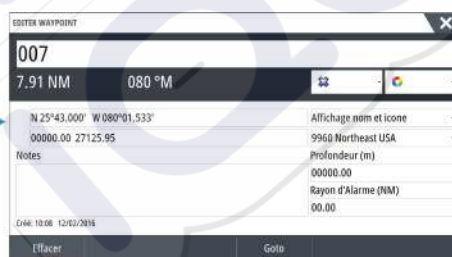 EDITER WAYPOINT
007
7.91 NM 080 °M
N 25°43.000' W 080°01.533' Affichage nom et icone
00000.00 27125.95 9960 Northeast USA
Notes Profondeur (m)
00000.00
Rayon d'Alarme (NM)
00.00
Créé: 10:08 12/02/2016
Effacer Goto